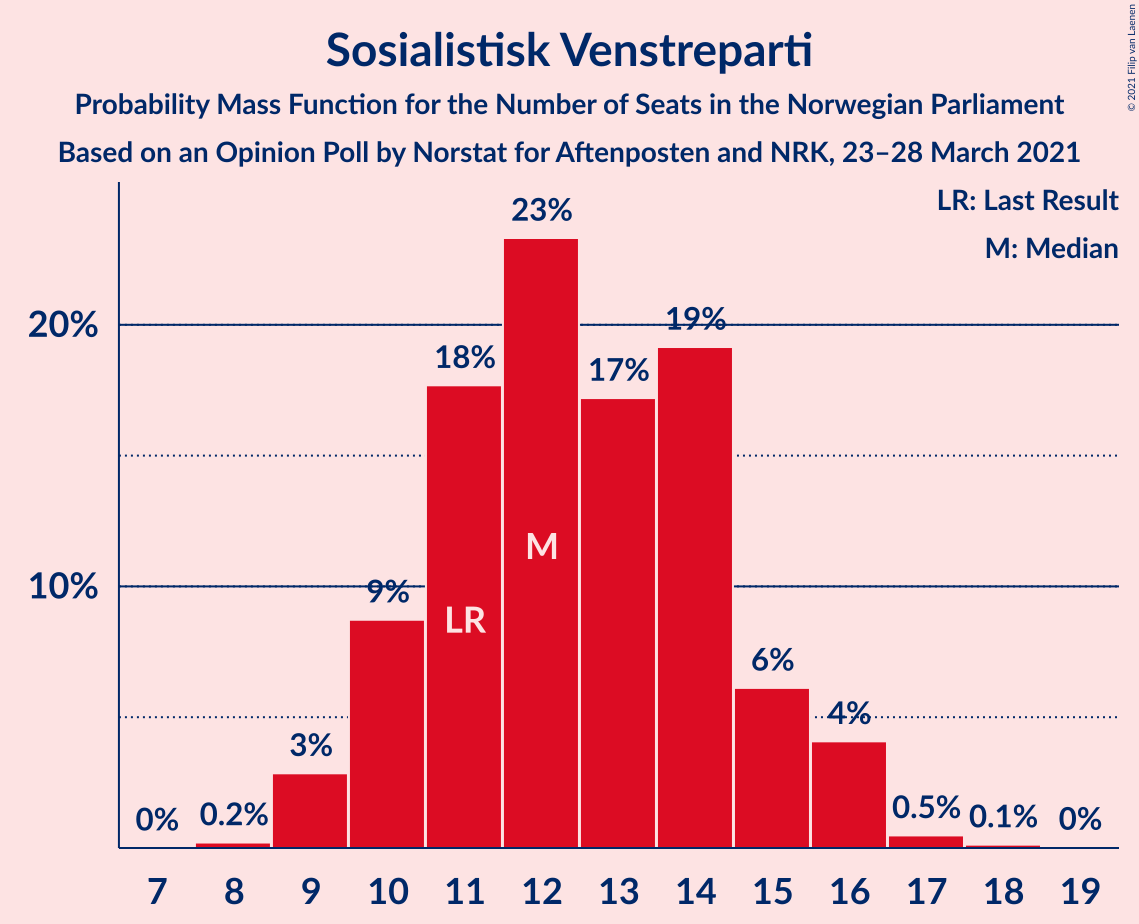 Sosialistisk Venstreparti
Probability Mass Function for the Number of Seats in the Norwegian Parliament
Based on an Opinion Poll by Norstat for Aftenposten and NRK, 23–28 March 2021
© 2021 Filip van Laenen
LR: Last Result
M: Median
20%
10%
0%
0.2%
3%
9%
18%
23%
17%
19%
6%
4%
0.5%
0.1%
0%
LR
M
7 8 9 10 11 12 13 14 15 16 17 18 19